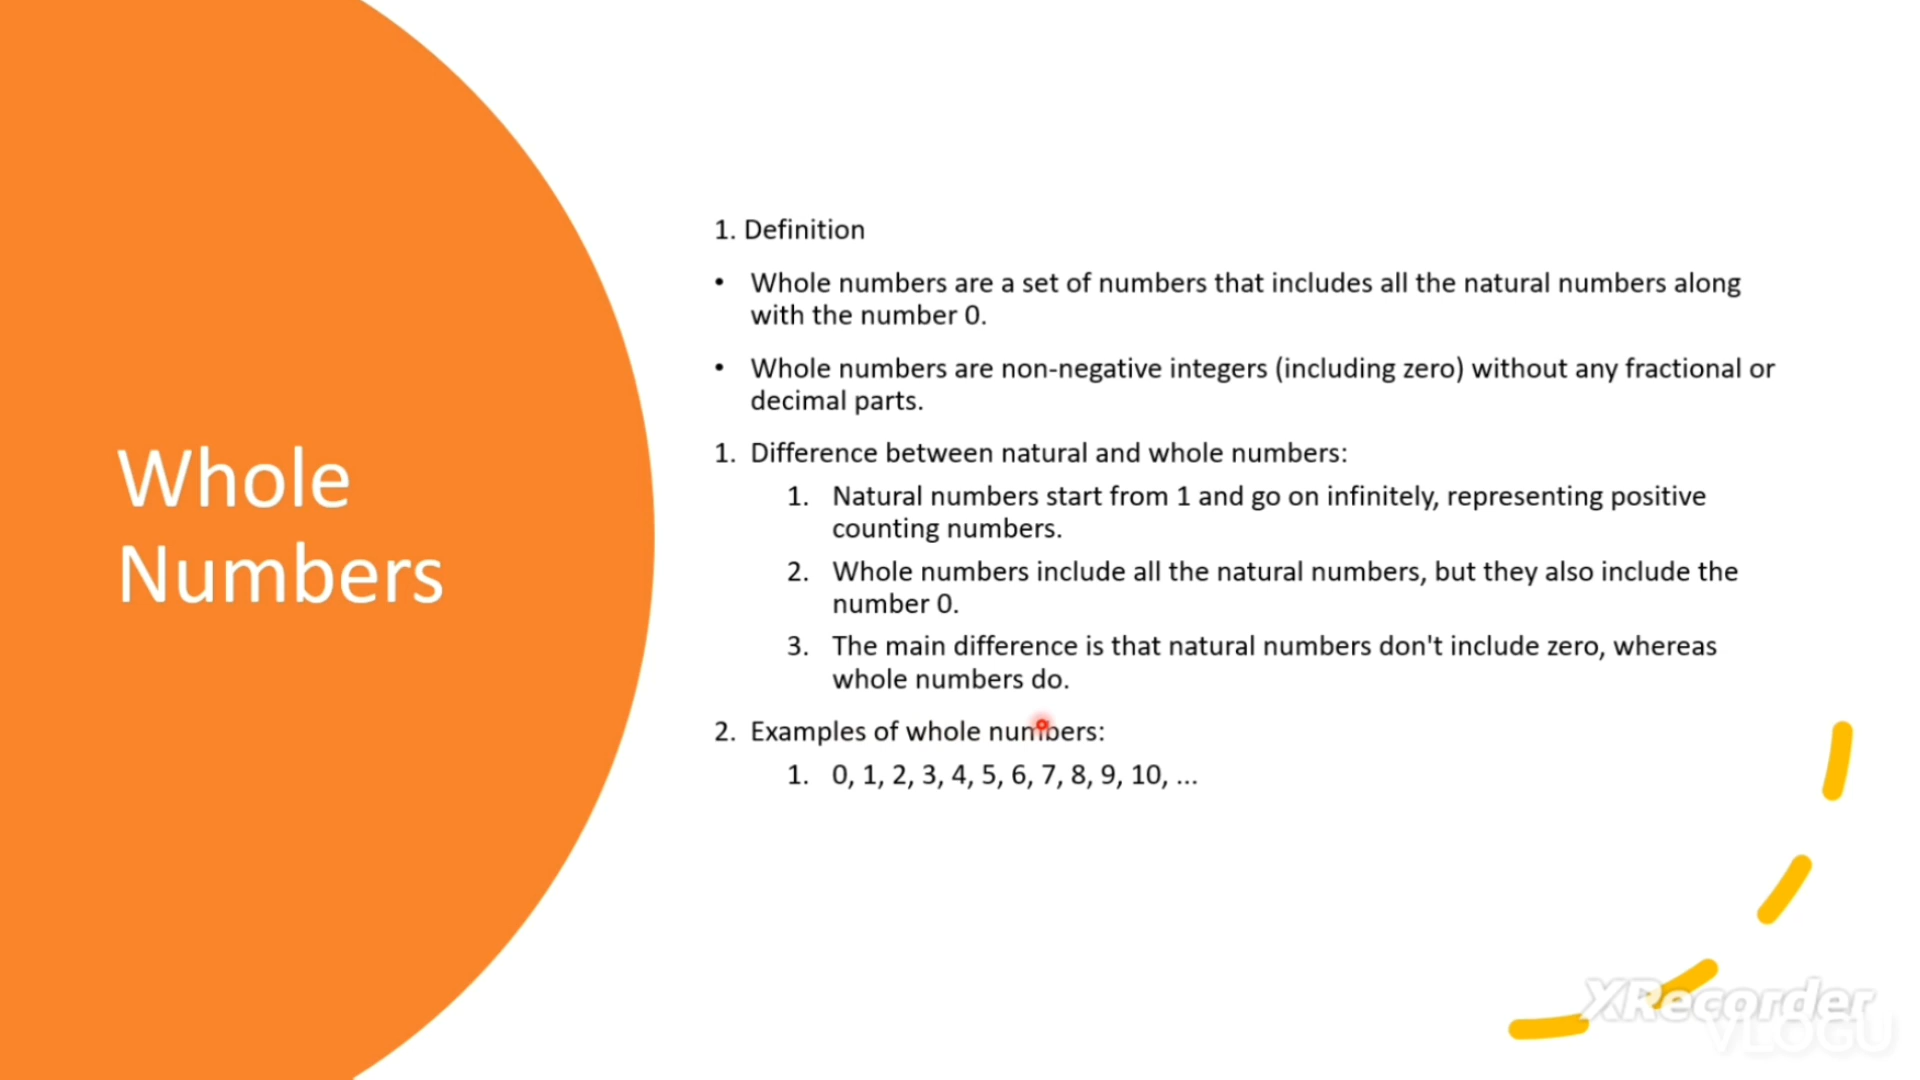 Whole
Numbers
1. Definition
• Whole numbers are a set of numbers that includes all the natural numbers along
with the number 0.
• Whole numbers are non-negative integers (including zero) without any fractional or
decimal parts.
1. Difference between natural and whole numbers:
1. Natural numbers start from 1 and go on infinitely, representing positive
counting numbers.
2. Whole numbers include all the natural numbers, but they also include the
number 0.
3. The main difference is that natural numbers don't include zero, whereas
whole numbers do.
2. Examples of whole numbers:
1. 0, 1, 2, 3, 4, 5, 6, 7, 8, 9, 10, ...
XRecorder
VLOGU